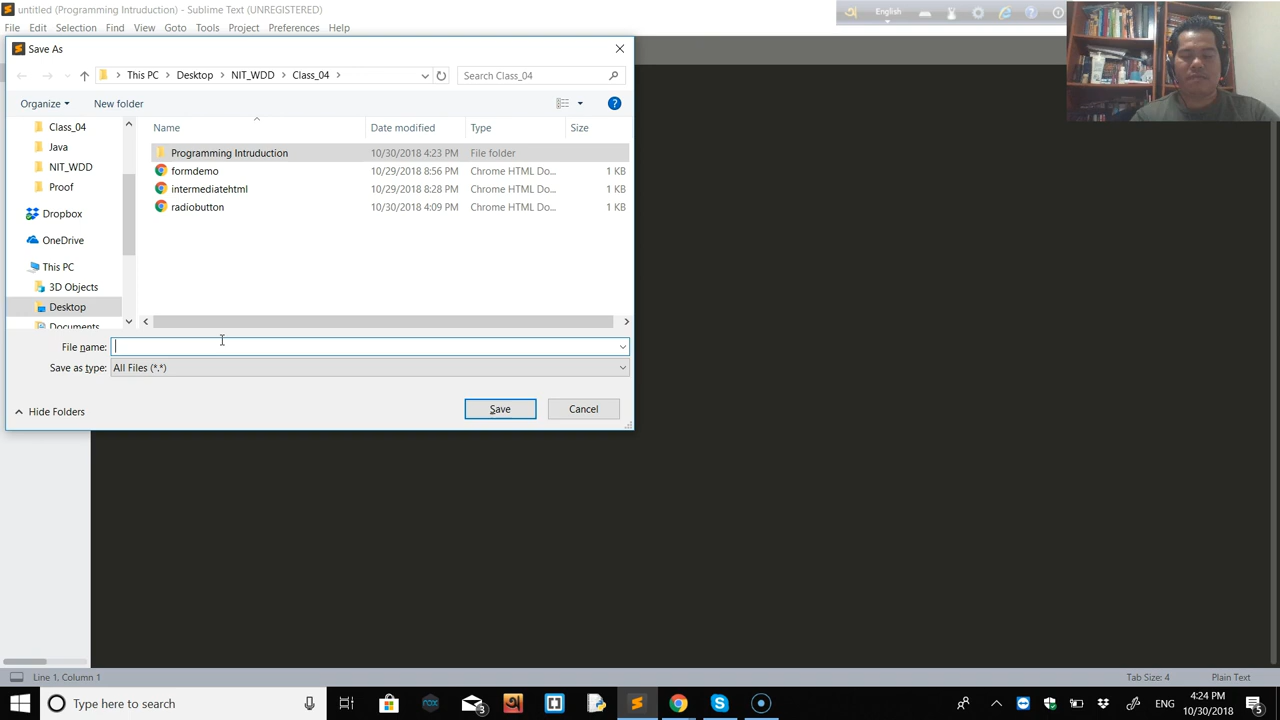 untitled (Programming Intruduction) - Sublime Text (UNREGISTERED)
English
File Edit Selection Find View Goto Tools Project Preferences Help
Save As
This PC Desktop NIT_WDD Class_04
Search Class_04
Organize New folder
Name Date modified Type Size
Class_04
Java
NIT_WDD
Proof
Dropbox
OneDrive
This PC
3D Objects
Desktop
Documents
Programming Intruduction 10/30/2018 4:23 PM File folder
formdemo 10/29/2018 8:56 PM Chrome HTML Do... 1 KB
intermediatehtml 10/29/2018 8:28 PM Chrome HTML Do... 1 KB
radiobutton 10/30/2018 4:09 PM Chrome HTML Do... 1 KB
File name:
Save as type: All Files (*.*)
Hide Folders
Save Cancel
Line 1, Column 1
Tab Size: 4 Plain Text
Type here to search
3
ENG
4:24 PM
10/30/2018
5